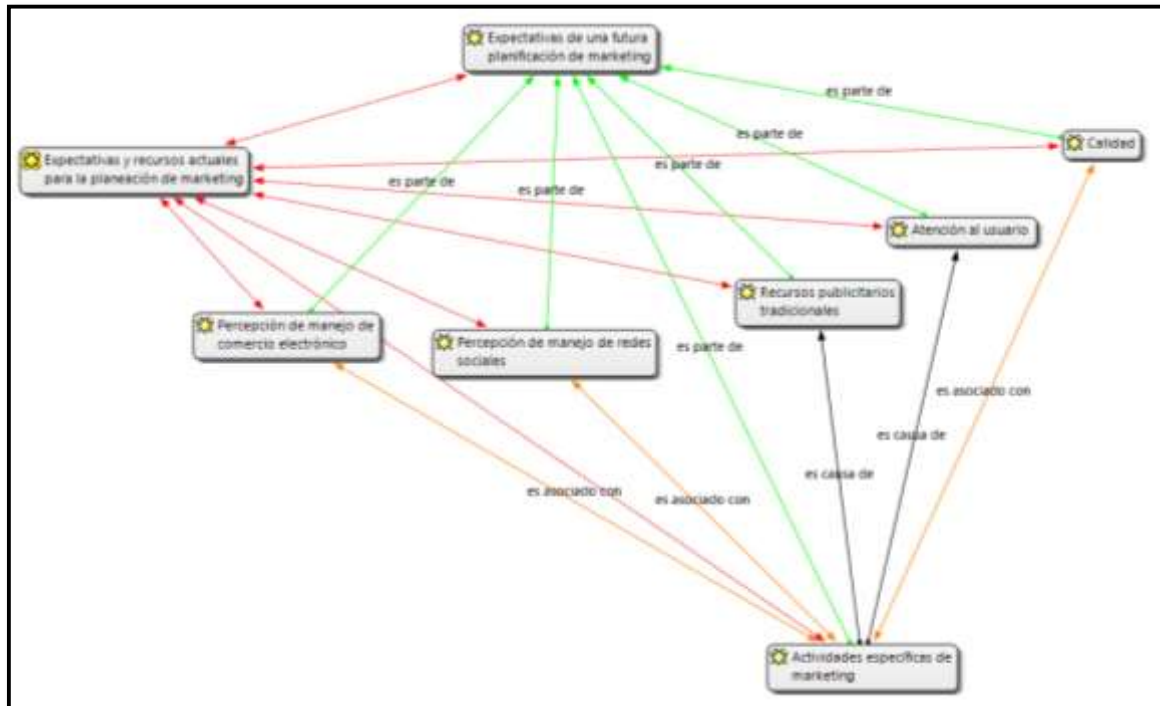 Expectativas de una futura
planificación de marketing
es parte de
es parte de
Calidad
Expectativas y recursos actuales
para la planeación de marketing
es parte de
es parte de
es parte de
Atención al usuario
Recursos publicitarios
tradicionales
Percepción de manejo de
comercio electrónico
Percepción de manejo de redes
sociales
es parte de
es asociado con
es causa de
es causa de
es asociado con
es asociado con
Actividades específicas de
marketing